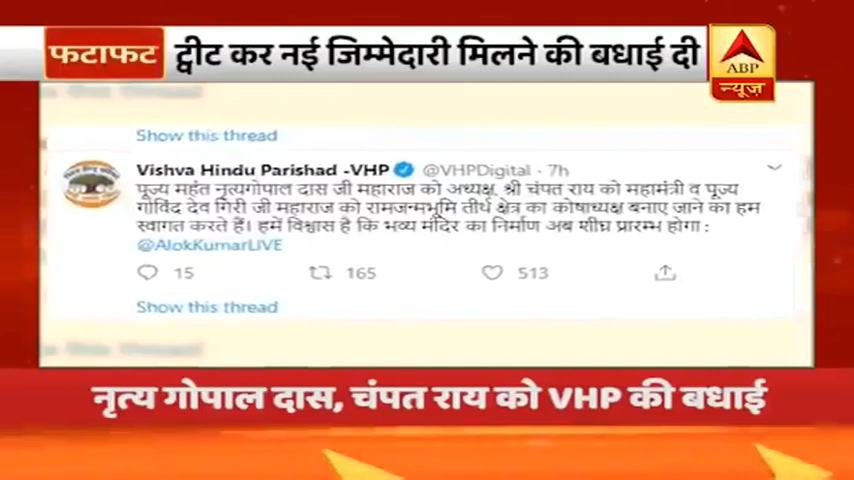 फटाफट
ट्वीट कर नई जिम्मेदारी मिलने की बधाई दी
ABP
न्यूज़
Show this thread
Vishva Hindu Parishad -VHP @VHPDigital · 7h
पूज्य महंत नृत्यगोपाल दास जी महाराज को अध्यक्ष, श्री चंपत राय को महामंत्री व पूज्य
गोविंद देव गिरी जी महाराज को रामजन्मभूमि तीर्थ क्षेत्र का कोषाध्यक्ष बनाए जाने का हम
स्वागत करते हैं। हमें विश्वास है कि भव्य मंदिर का निर्माण अब शीघ्र प्रारम्भ होगा :
@AlokKumarLIVE
15 165 513
Show this thread
नृत्य गोपाल दास, चंपत राय को VHP की बधाई